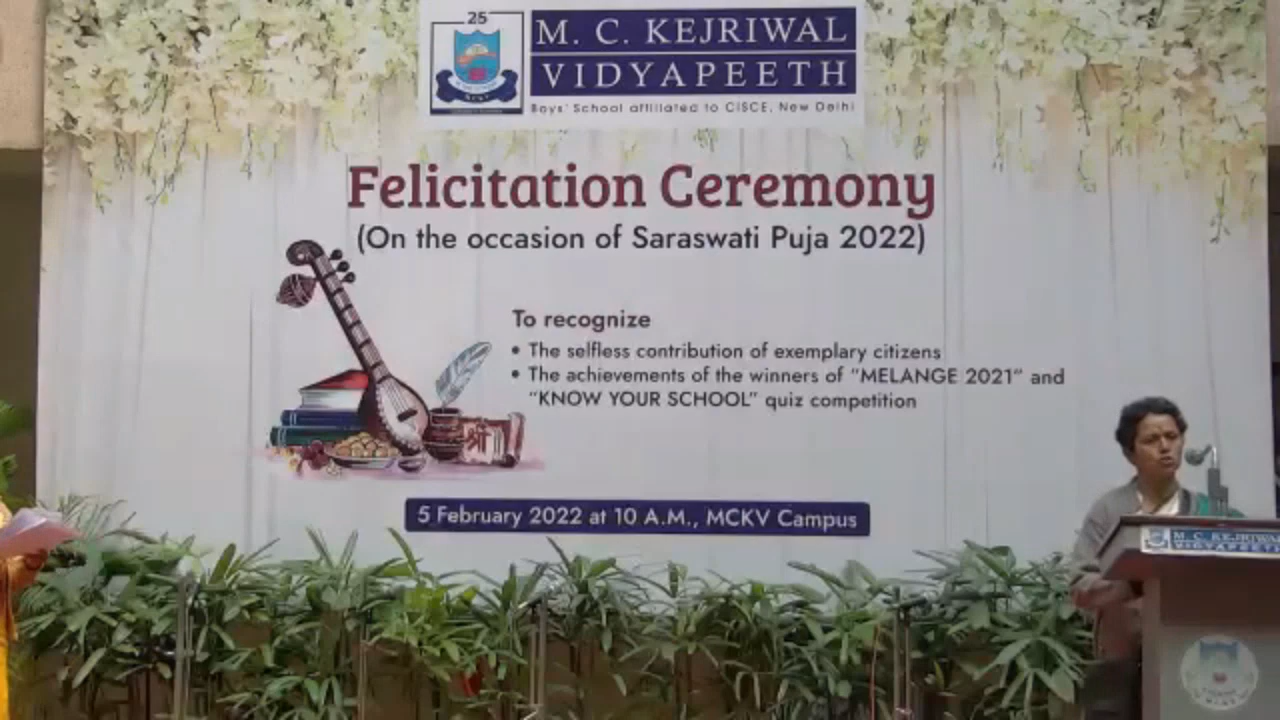 25
M. C. KEJRIWAL
VIDYAPEETH
Boys' School affiliated to CISCE, New Delhi
Felicitation Ceremony
(On the occasion of Saraswati Puja 2022)
To recognize
• The selfless contribution of exemplary citizens
• The achievements of the winners of "MELANGE 2021" and
"KNOW YOUR SCHOOL" quiz competition
श्री
5 February 2022 at 10 A.M., MCKV Campus
M. C. KEJRIWAL
VIDYAPEETH